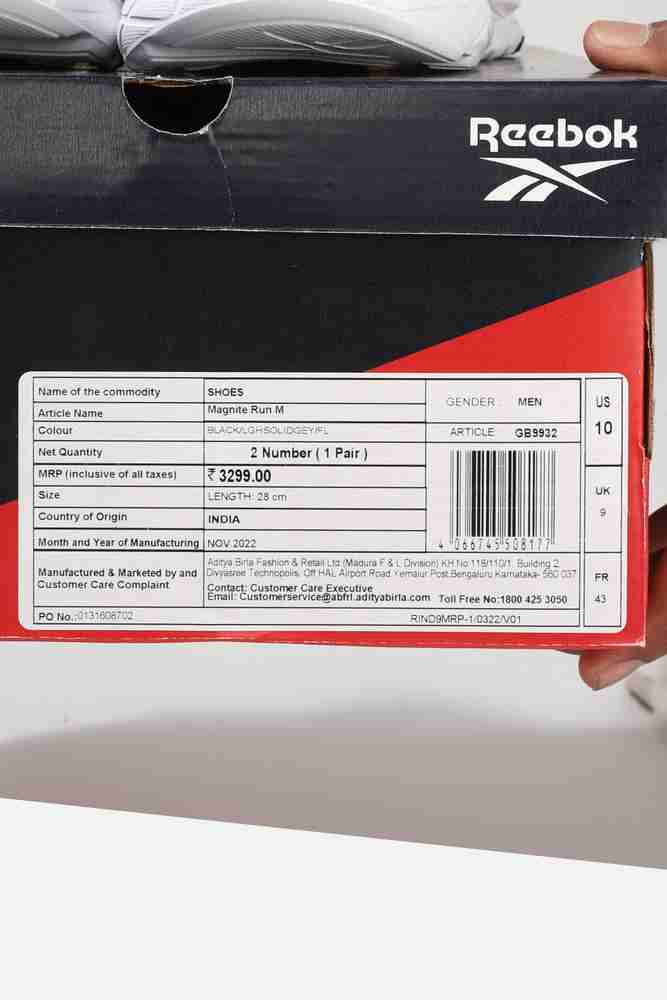 Reebok
Name of the commodity SHOES
Article Name Magnite Run M
Colour BLACK/LGHSOLIDGEY/FL
Net Quantity 2 Number ( 1 Pair )
MRP (inclusive of all taxes) ₹ 3299.00
Size LENGTH: 28 cm
Country of Origin INDIA
Month and Year of Manufacturing NOV 2022
GENDER : MEN
ARTICLE GB9932
4 066745 508177
US
10
UK
9
FR
43
Manufactured & Marketed by and
Customer Care Complaint
Aditya Birla Fashion & Retail Ltd (Madura F & L Division) KH No 118/110/1, Building 2,
Divyasree Technopolis, Off HAL Airport Road Yemalur Post,Bengaluru Karnataka- 560 037
Contact: Customer Care Executive
Email: Customerservice@abfrl.adityabirla.com Toll Free No:1800 425 3050
PO No.:0131608702 RIND9MRP-1/0322/V01